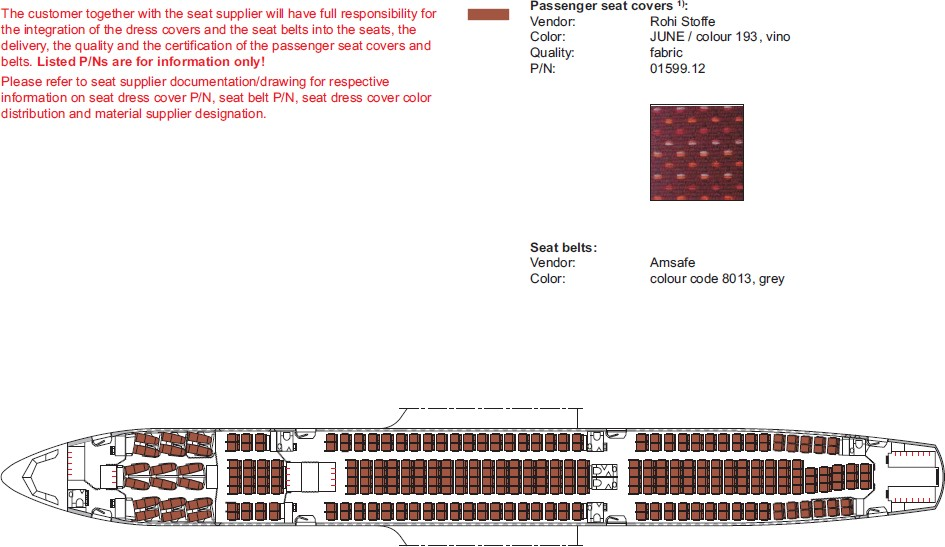 The customer together with the seat supplier will have full responsibility for
the integration of the dress covers and the seat belts into the seats, the
delivery, the quality and the certification of the passenger seat covers and
belts. Listed P/Ns are for information only!
Please refer to seat supplier documentation/drawing for respective
information on seat dress cover P/N, seat belt P/N, seat dress cover color
distribution and material supplier designation.
Passenger seat covers ¹⁾:
Vendor: Rohi Stoffe
Color: JUNE / colour 193, vino
Quality: fabric
P/N: 01599.12
Seat belts:
Vendor: Amsafe
Color: colour code 8013, grey